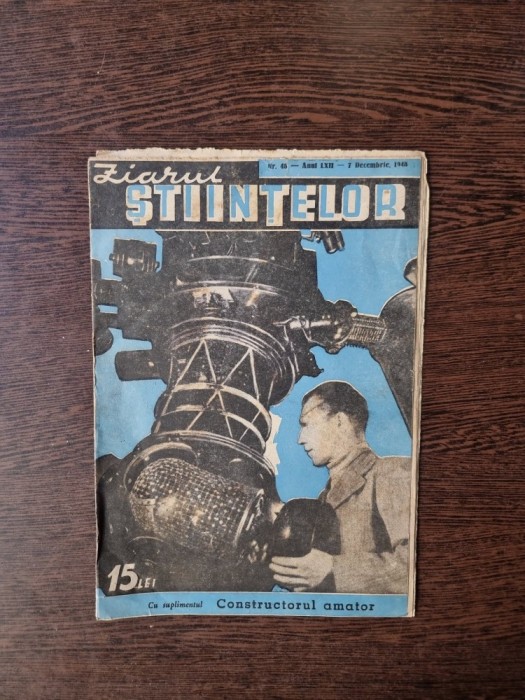 Ziarul
Nr. 46 — Anul LXII — 7 Decembrie, 1948
ȘTIINȚELOR
15 LEI
Cu suplimentul Constructorul amator